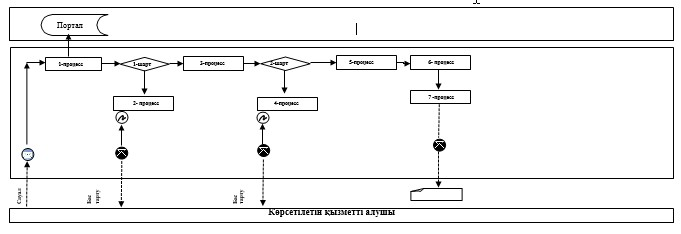 Портал
1-процесс
1-шарт
3-процесс
2-шарт
5-процесс
6- процесс
2- процесс
4-процесс
7 -процесс
Сұрау
Бас
тарту
Бас
тарту
Көрсетілетін қызметті алушы